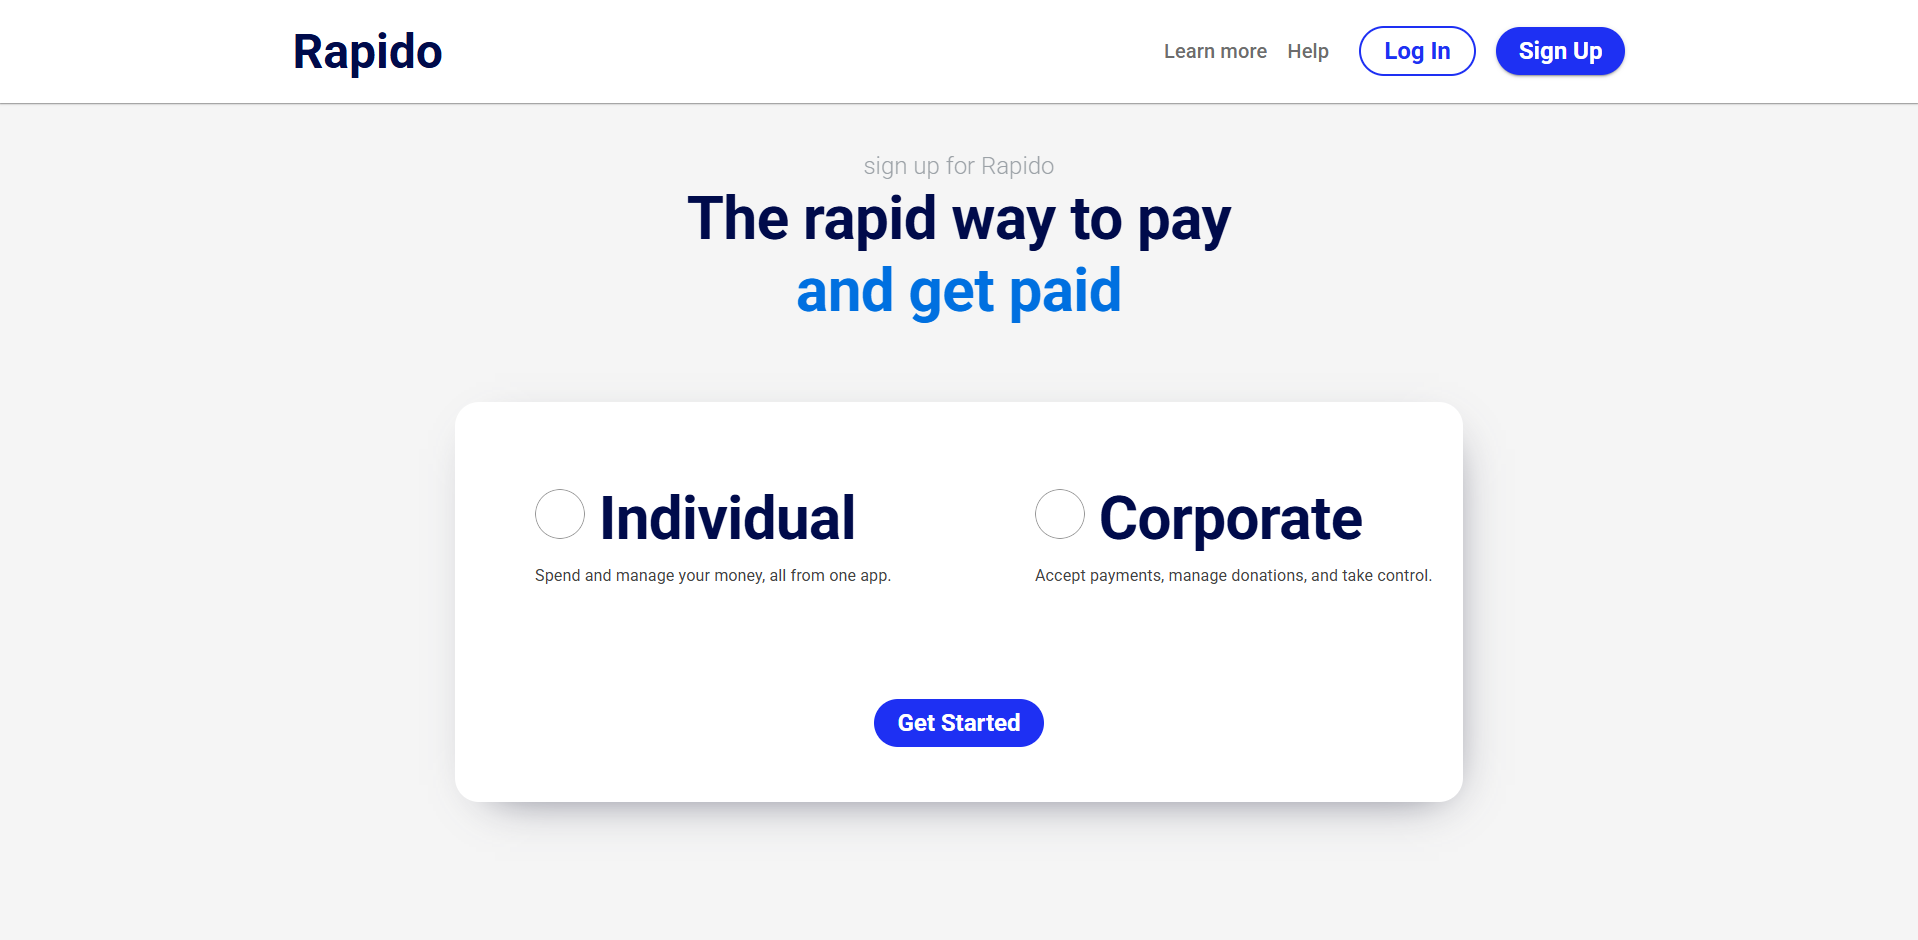 Rapido
Learn more
Help
Log In
Sign Up
sign up for Rapido
The rapid way to pay
and get paid
Individual
Spend and manage your money, all from one app.
Corporate
Accept payments, manage donations, and take control.
Get Started